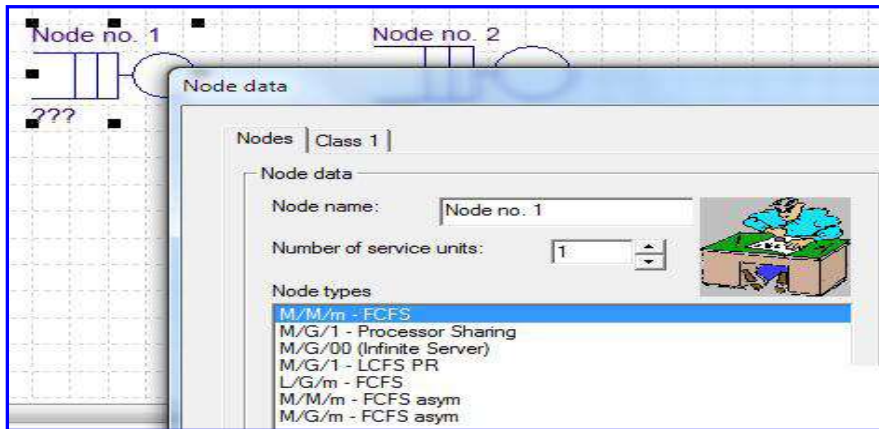 Node no. 1
Node no. 2
???
Node data
Nodes
Class 1
Node data
Node name:
Node no. 1
Number of service units:
1
Node types
M/M/m - FCFS
M/G/1 - Processor Sharing
M/G/00 (Infinite Server)
M/G/1 - LCFS PR
L/G/m - FCFS
M/M/m - FCFS asym
M/G/m - FCFS asym